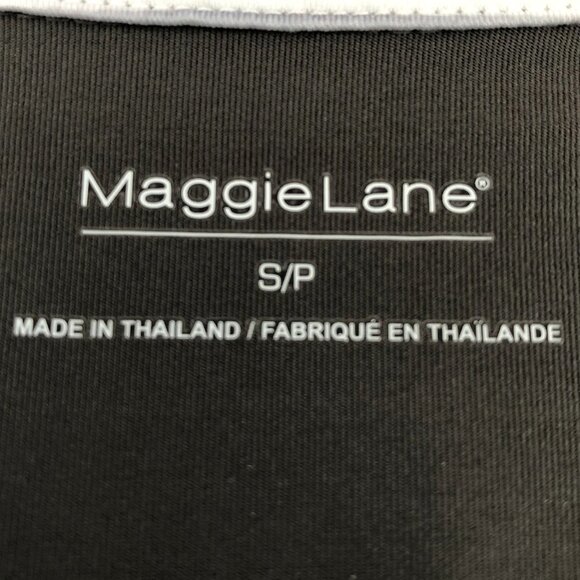 MaggieLane®
S/P
MADE IN THAILAND / FABRIQUÉ EN THAÏLANDE